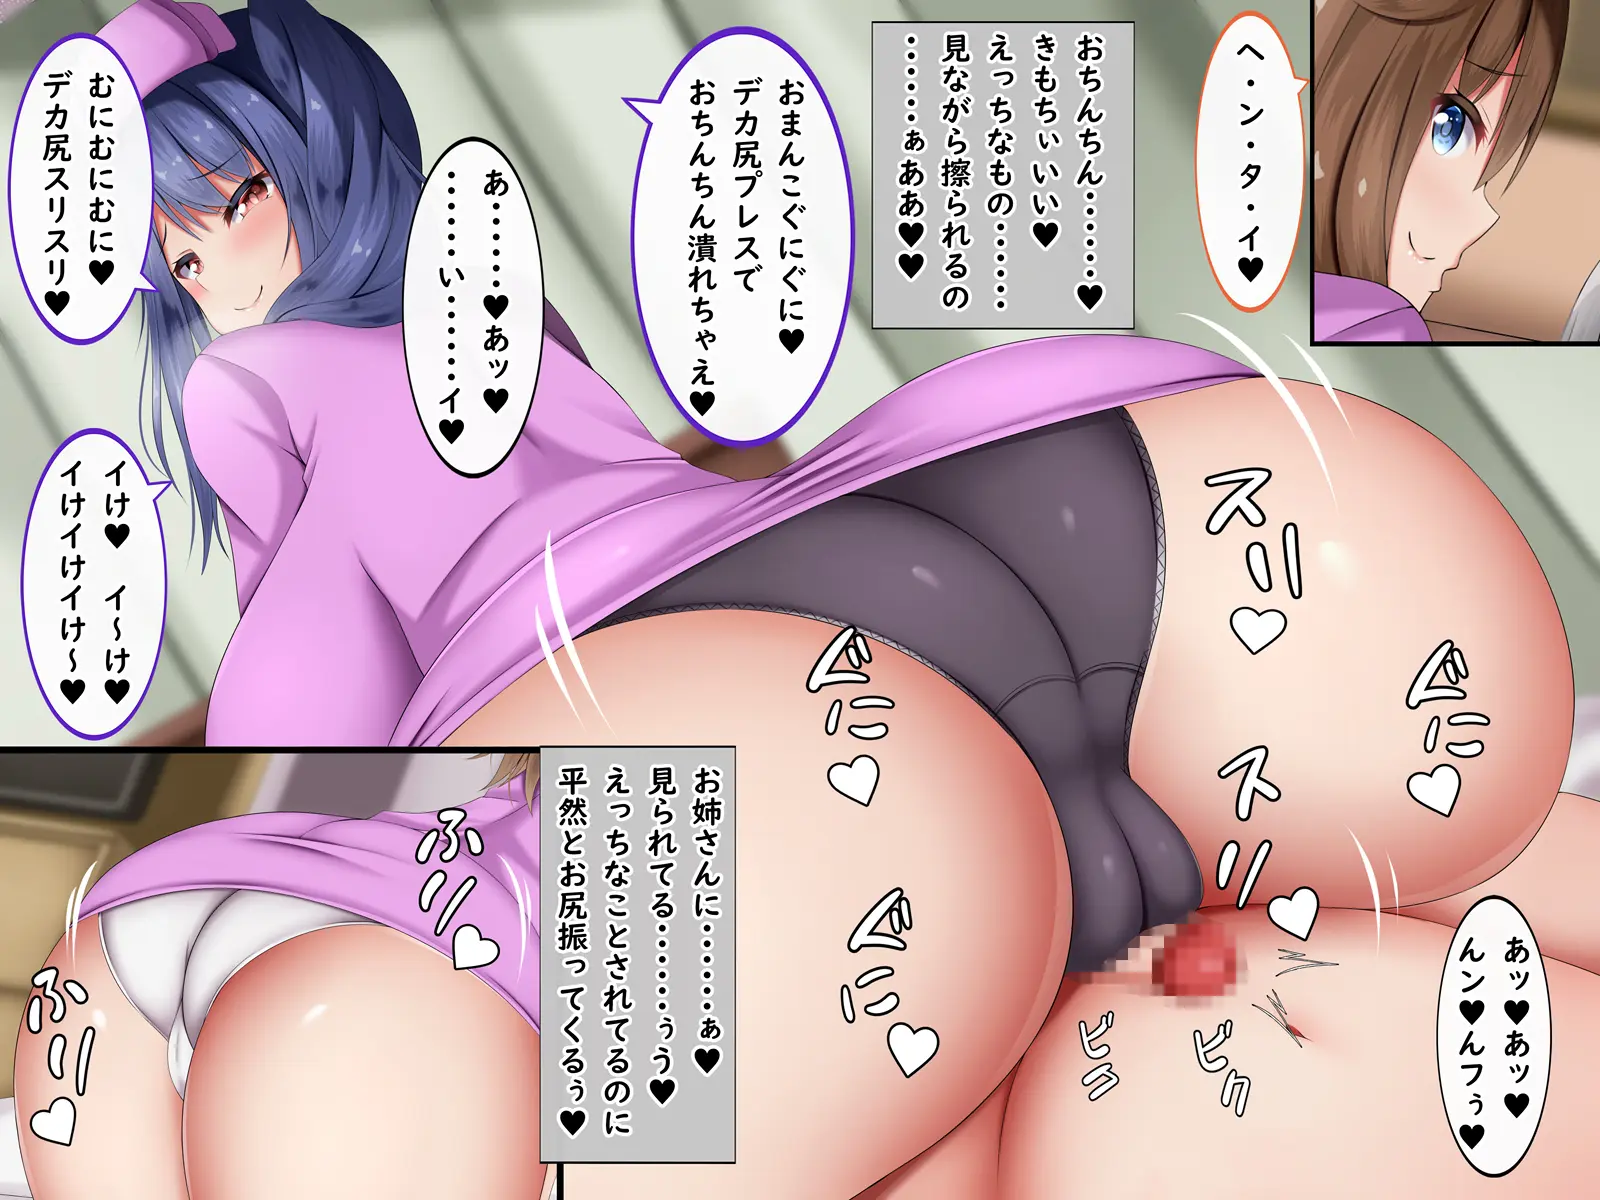 ヘ・ン・タ・イ♥
おちんちん……♥
きもちぃいい♥
えっちなもの………
見ながら擦られるの
………ぁああ♥♥
おまんこぐにぐに♥
デカ尻プレスで
おちんちん潰れちゃえ♥
あ……♥あッ♥
……い……イ♥
むにむにむに♥
デカ尻スリスリ♥
イけ♥ イ～け♥
イけイけイけ～♥
スリ♡
ぐに♡
ぐに♡
スリ♡
ぐに♡
ビン
ビク
あッ♥あッ♥
んン♥んフぅ♥
お姉さんに………ぁ♥
見られてる………ぅう♥
えっちなことされてるのに
平然とお尻振ってくるぅ♥
ふり♡
ふり♡